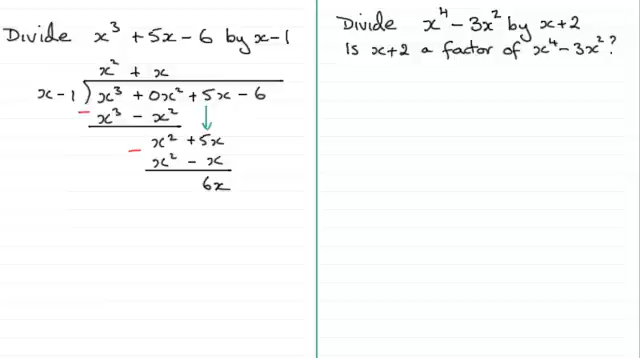 Divide x³ + 5x - 6 by x - 1
x² + x
x - 1 ) x³ + 0x² + 5x - 6
- x³ - x²
x² + 5x
- x² - x
6x
Divide x⁴ - 3x² by x + 2
Is x + 2 a factor of x⁴ - 3x²?